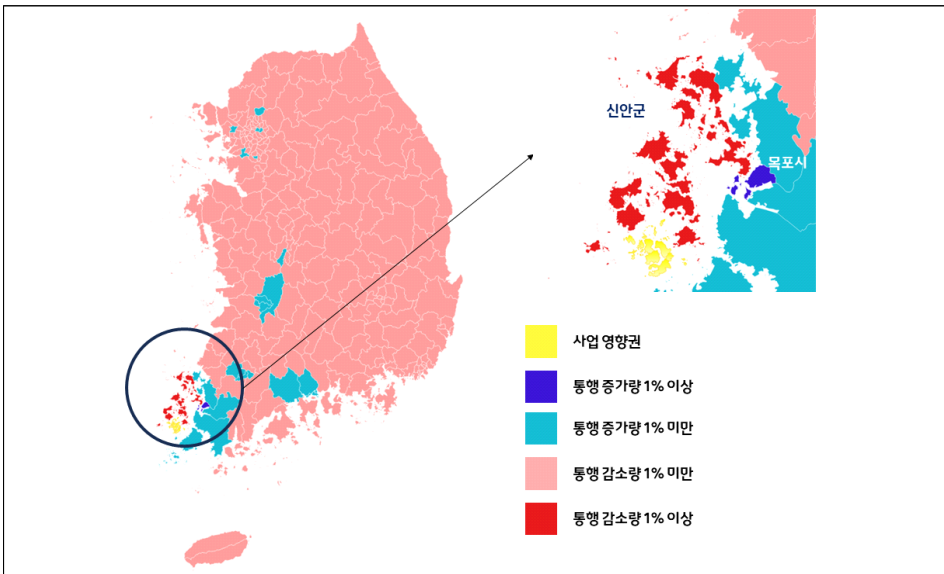 신안군
목포시
사업 영향권
통행 증가량 1% 이상
통행 증가량 1% 미만
통행 감소량 1% 미만
통행 감소량 1% 이상